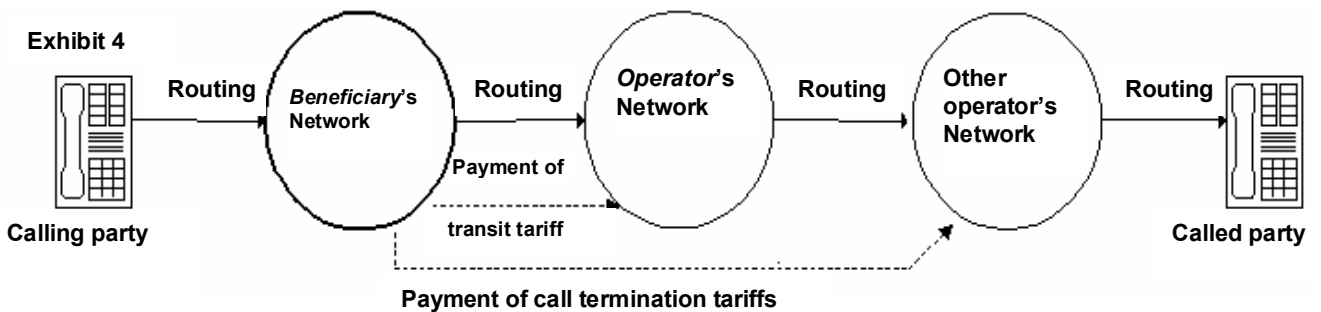 Exhibit 4
Routing
Beneficiary's
Network
Routing
Operator's
Network
Routing
Other
operator's
Network
Routing
Payment of
transit tariff
Calling party
Called party
Payment of call termination tariffs